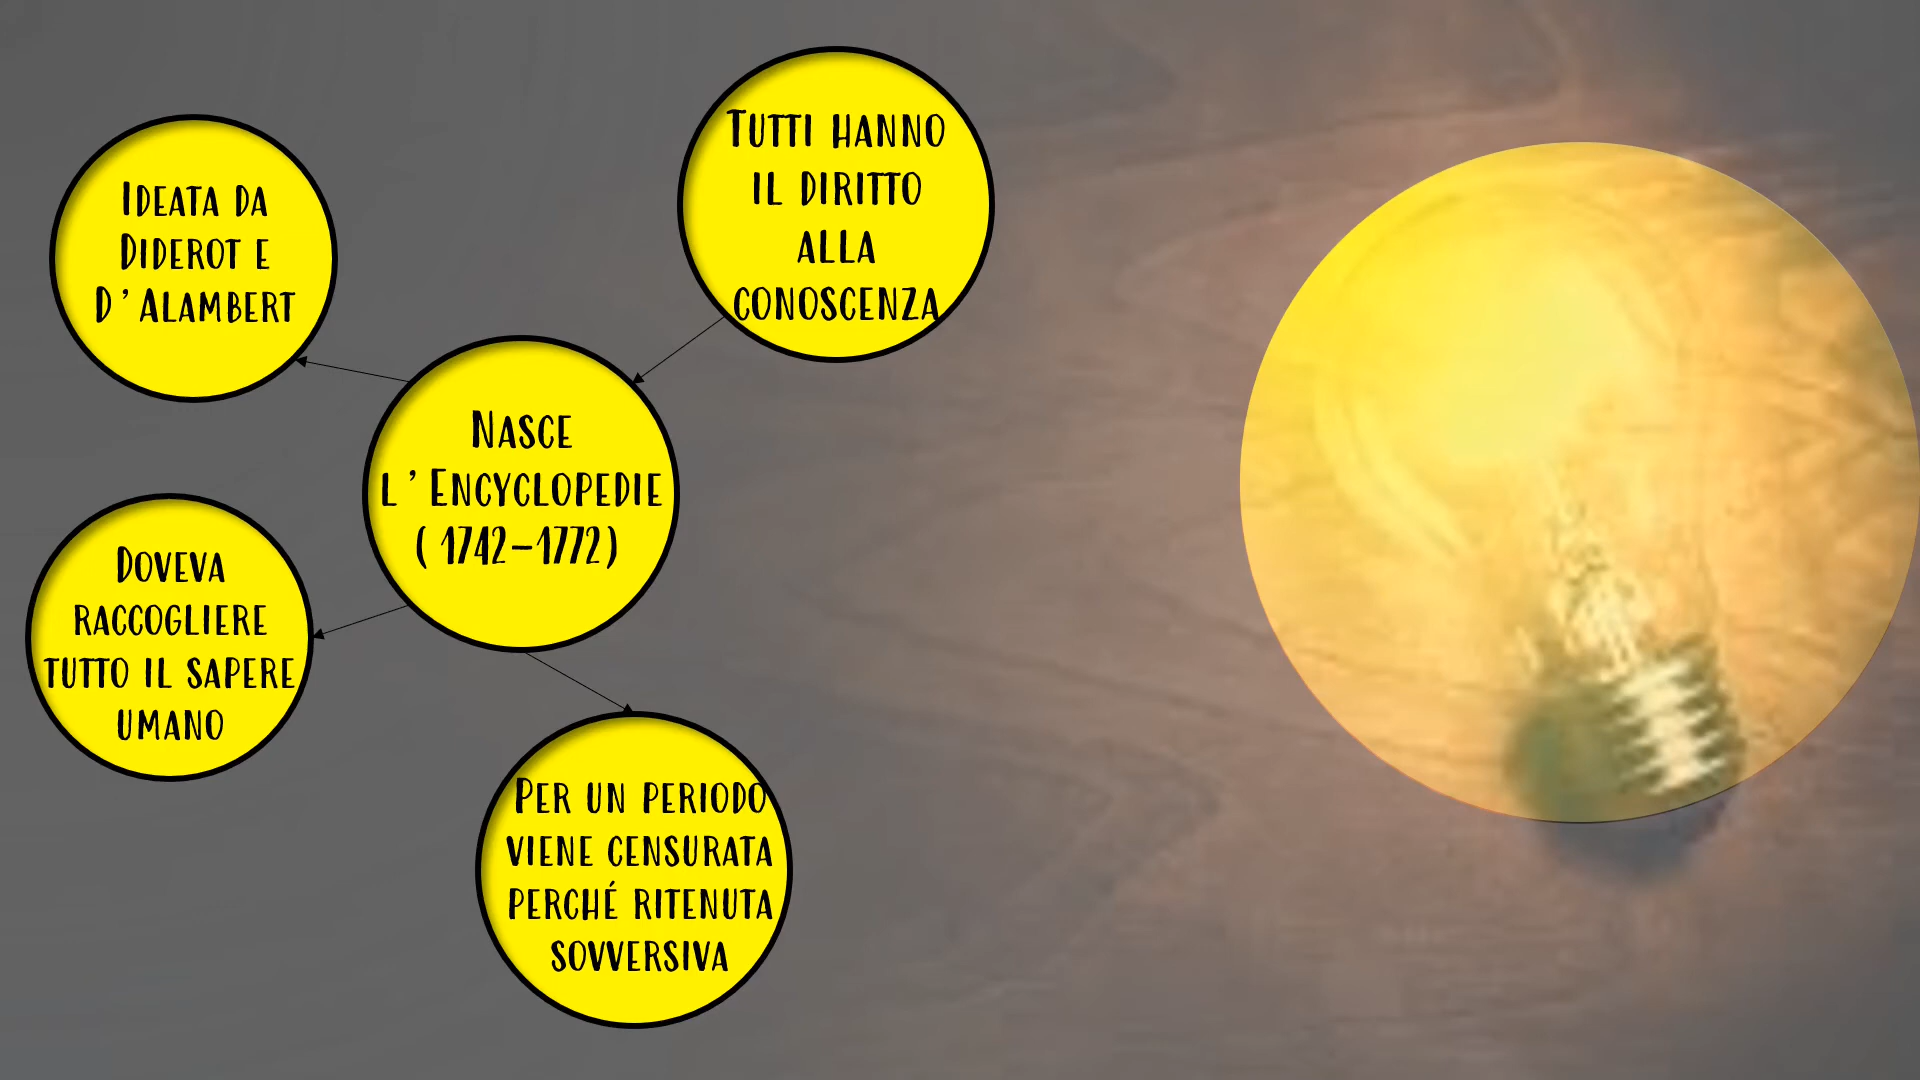 Tutti hanno
il diritto
alla
conoscenza
Ideata da
Diderot e
D'Alambert
Nasce
l'Encyclopedie
(1742-1772)
Doveva
raccogliere
tutto il sapere
umano
Per un periodo
viene censurata
perché ritenuta
sovversiva